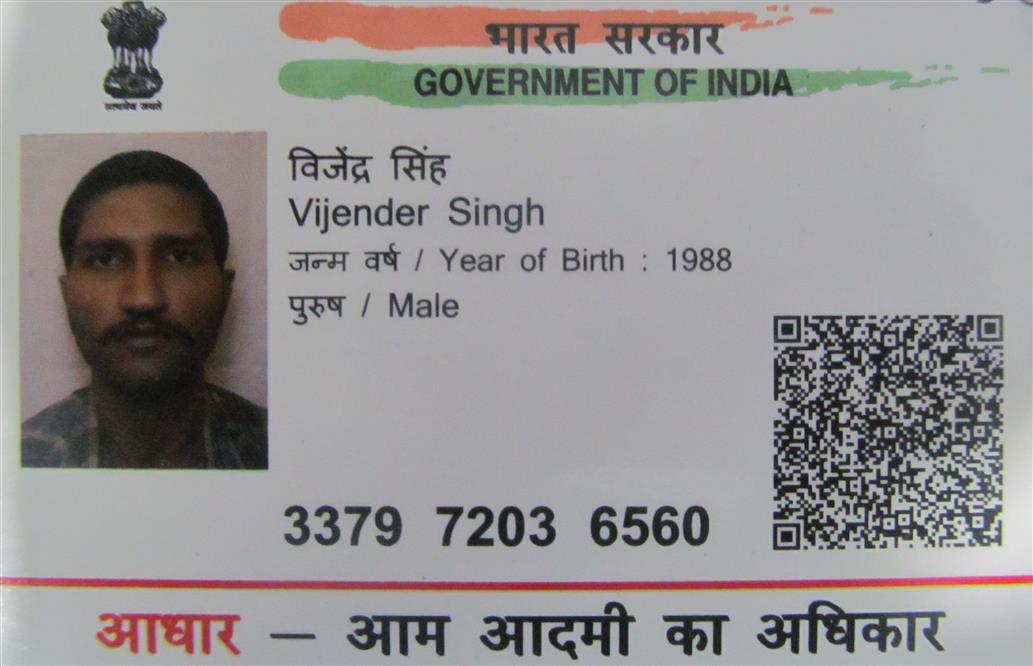 सत्यमेव जयते
भारत सरकार
GOVERNMENT OF INDIA
विजेंद्र सिंह
Vijender Singh
जन्म वर्ष / Year of Birth : 1988
पुरुष / Male
3379 7203 6560
आधार — आम आदमी का अधिकार